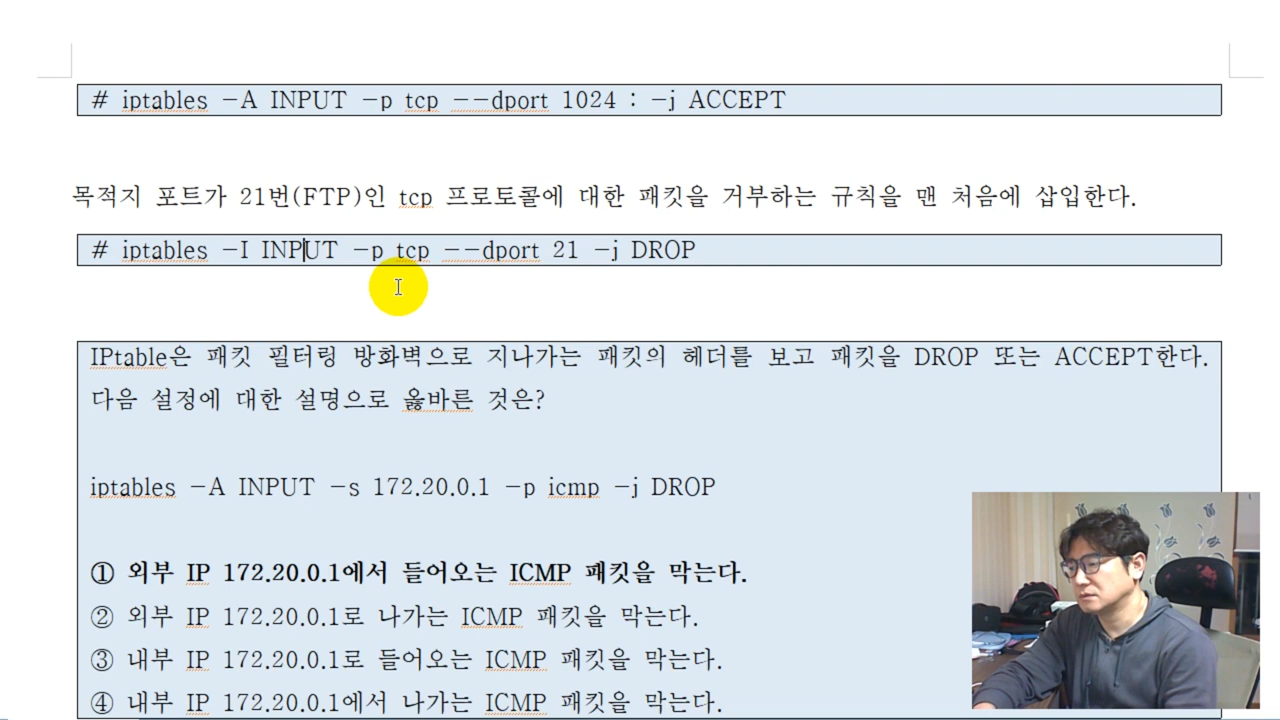 # iptables -A INPUT -p tcp --dport 1024 : -j ACCEPT
목적지 포트가 21번(FTP)인 tcp 프로토콜에 대한 패킷을 거부하는 규칙을 맨 처음에 삽입한다.
# iptables -I INPUT -p tcp --dport 21 -j DROP
IPtable은 패킷 필터링 방화벽으로 지나가는 패킷의 헤더를 보고 패킷을 DROP 또는 ACCEPT한다.
다음 설정에 대한 설명으로 옳바른 것은?
iptables -A INPUT -s 172.20.0.1 -p icmp -j DROP
① 외부 IP 172.20.0.1에서 들어오는 ICMP 패킷을 막는다.
② 외부 IP 172.20.0.1로 나가는 ICMP 패킷을 막는다.
③ 내부 IP 172.20.0.1로 들어오는 ICMP 패킷을 막는다.
④ 내부 IP 172.20.0.1에서 나가는 ICMP 패킷을 막는다.